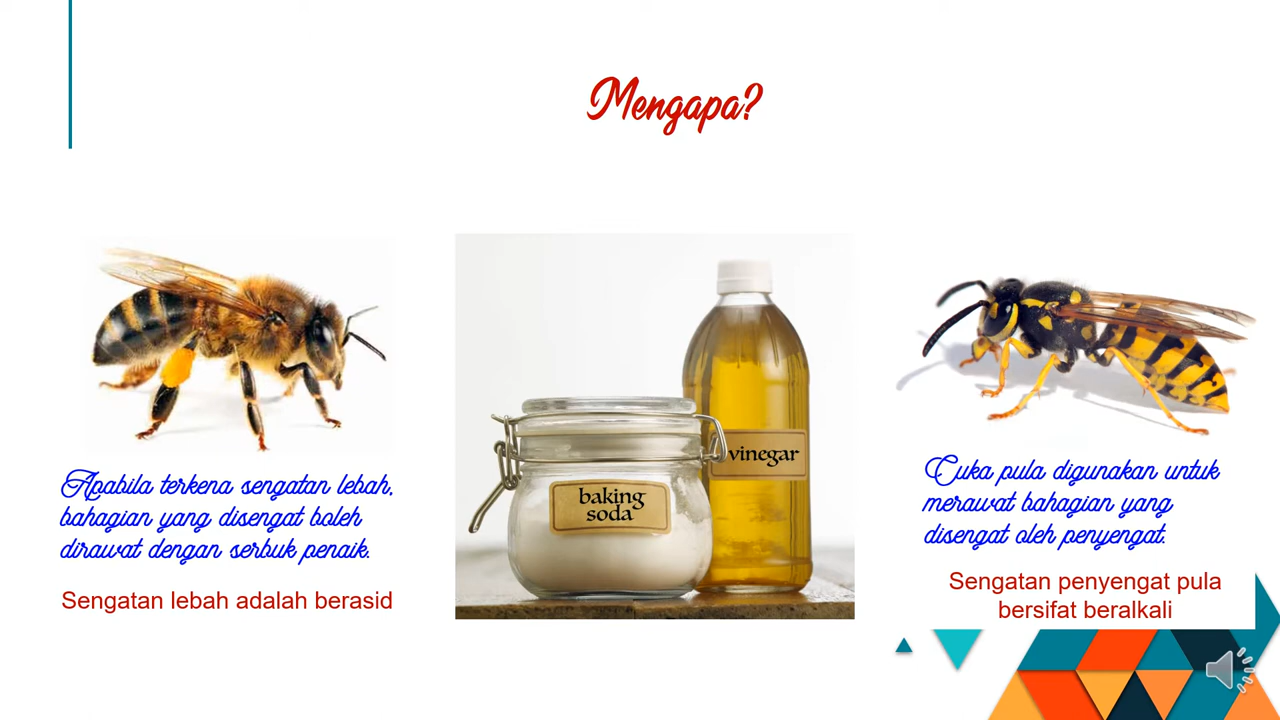 Mengapa?
Apabila terkena sengatan lebah,
bahagian yang disengat boleh
dirawat dengan serbuk penaik.
Sengatan lebah adalah berasid
baking
soda
vinegar
Cuka pula digunakan untuk
merawat bahagian yang
disengat oleh penyengat.
Sengatan penyengat pula
bersifat beralkali